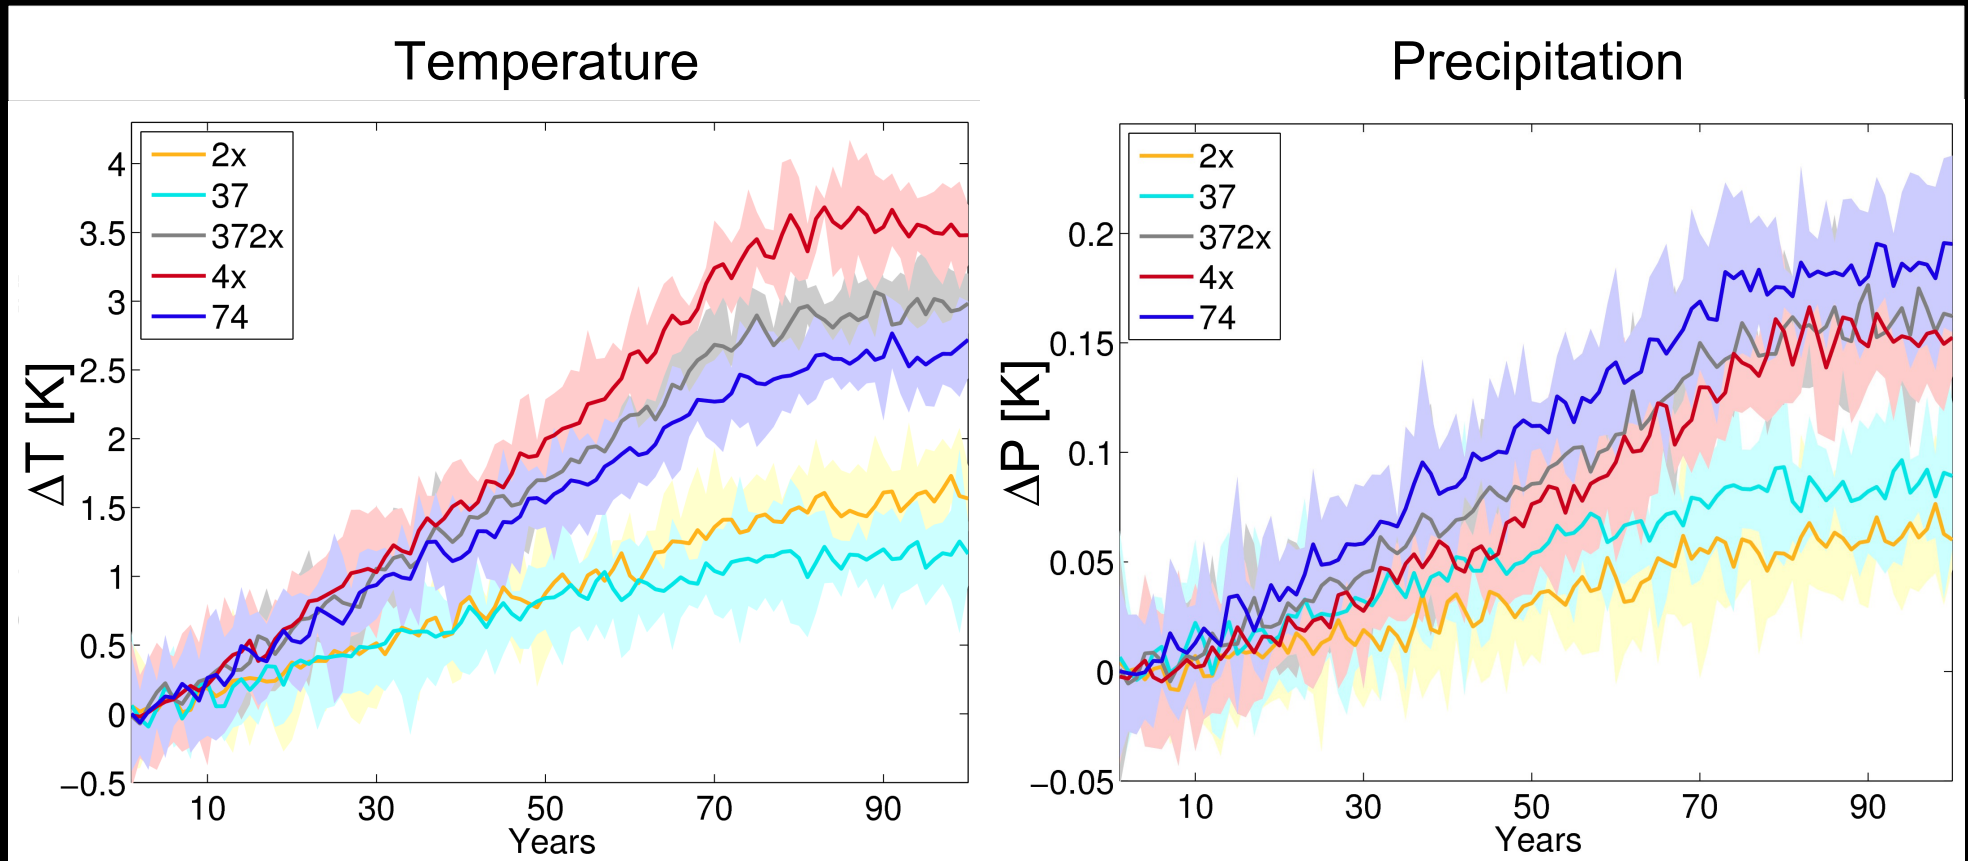 Temperature
Precipitation
2x
37
372x
4x
74
4
3.5
3
2.5
2
1.5
1
0.5
0
−0.5
ΔT [K]
10 30 50 70 90
Years
2x
37
372x
4x
74
0.2
0.15
0.1
0.05
0
−0.05
ΔP [K]
10 30 50 70 90
Years